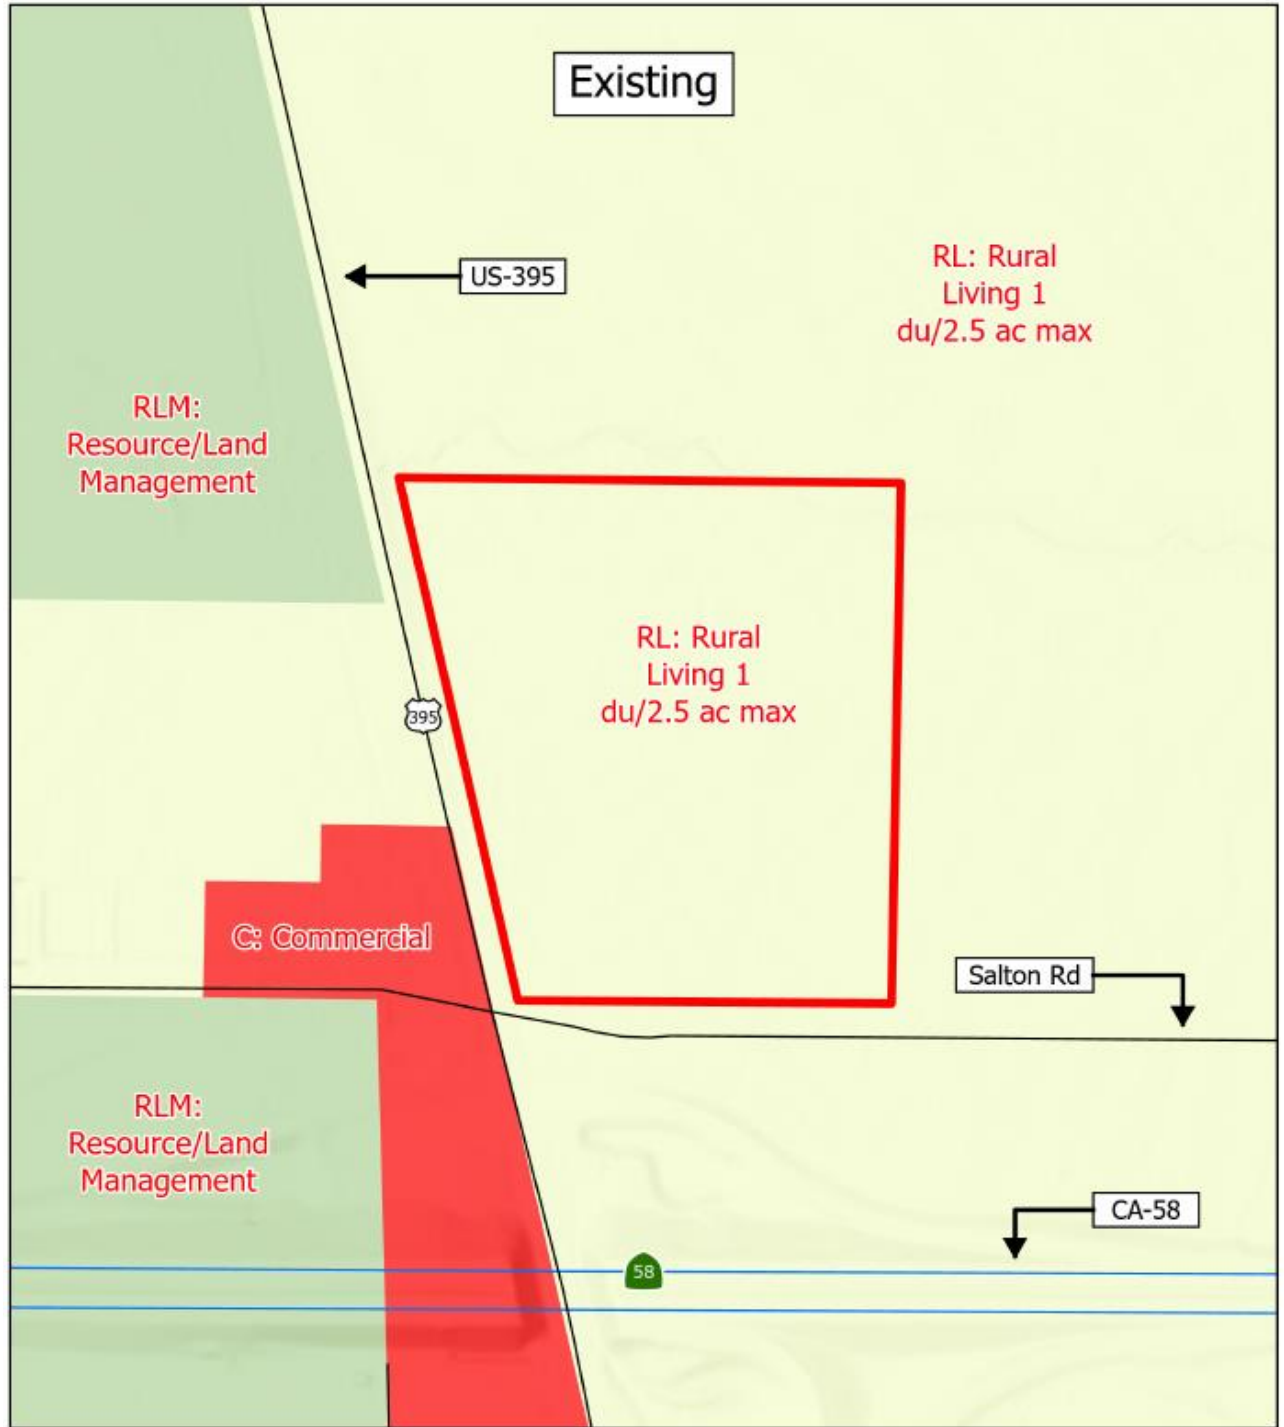 Existing
US-395
RL: Rural
Living 1
du/2.5 ac max
RLM:
Resource/Land
Management
RL: Rural
Living 1
du/2.5 ac max
395
C: Commercial
Salton Rd
RLM:
Resource/Land
Management
CA-58
58